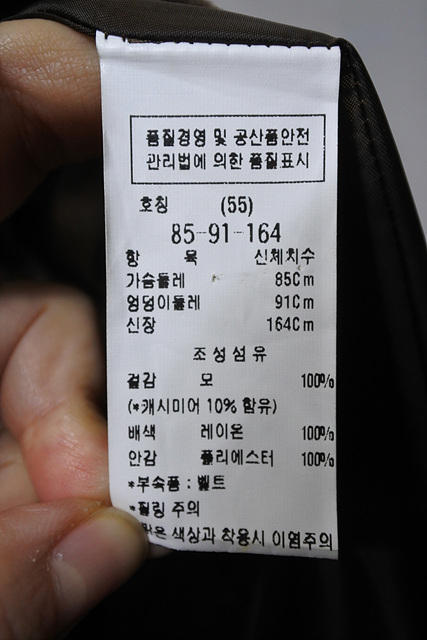 품질경영 및 공산품안전
관리법에 의한 품질표시
호칭 (55)
85-91-164
항 목 신체치수
가슴둘레 85Cm
엉덩이둘레 91Cm
신장 164Cm
조성섬유
겉감 모 100%
(*캐시미어 10% 함유)
배색 레이온 100%
안감 폴리에스터 100%
*부속품 : 벨트
*필링 주의
색상과 착용시 이염주의